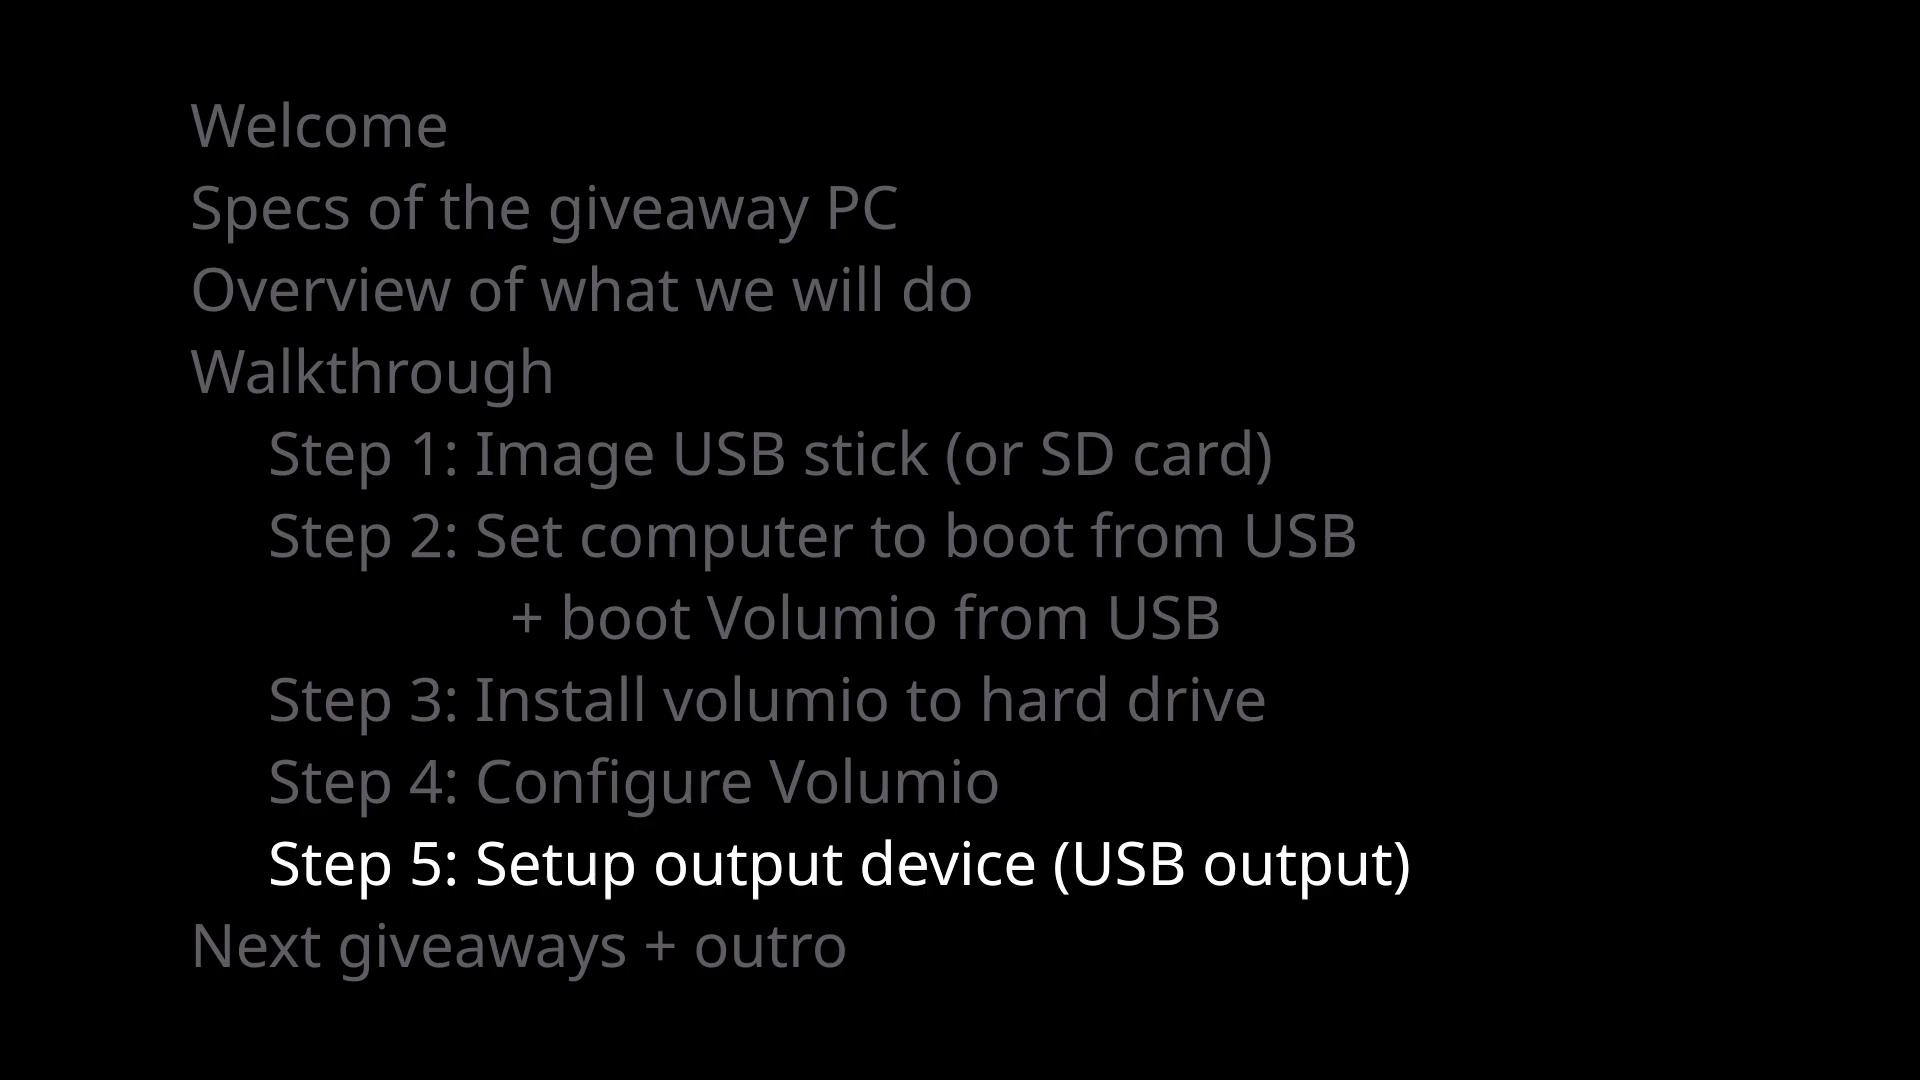 Welcome
Specs of the giveaway PC
Overview of what we will do
Walkthrough
Step 1: Image USB stick (or SD card)
Step 2: Set computer to boot from USB
+ boot Volumio from USB
Step 3: Install volumio to hard drive
Step 4: Configure Volumio
Step 5: Setup output device (USB output)
Next giveaways + outro